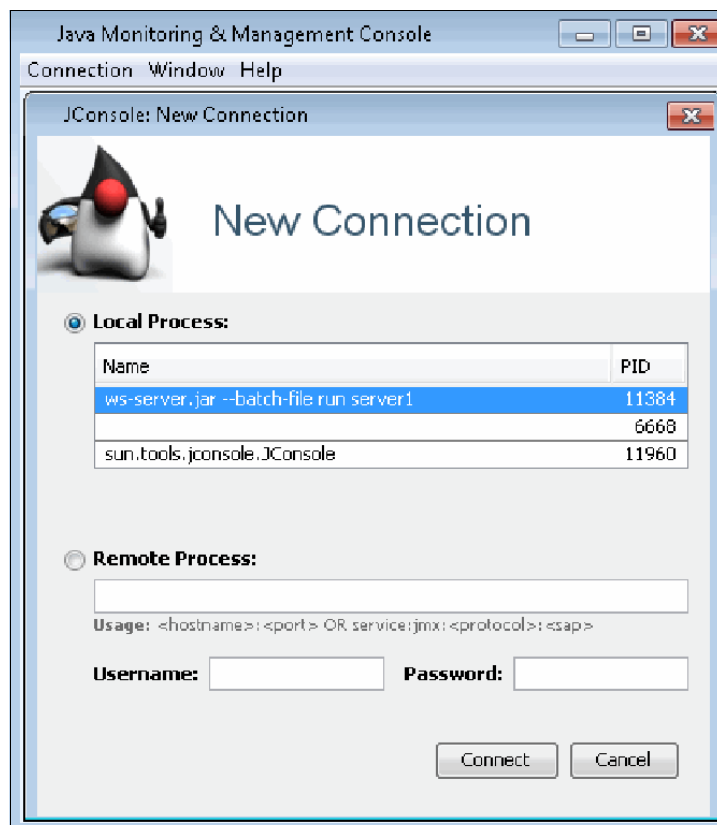 Java Monitoring & Management Console
Connection Window Help
JConsole: New Connection
New Connection
Local Process:
Name PID
ws-server.jar --batch-file run server1 11384
6668
sun.tools.jconsole.JConsole 11960
Remote Process:
Usage: <hostname>:<port> OR service:jmx:<protocol>:<sap>
Username: Password:
Connect Cancel